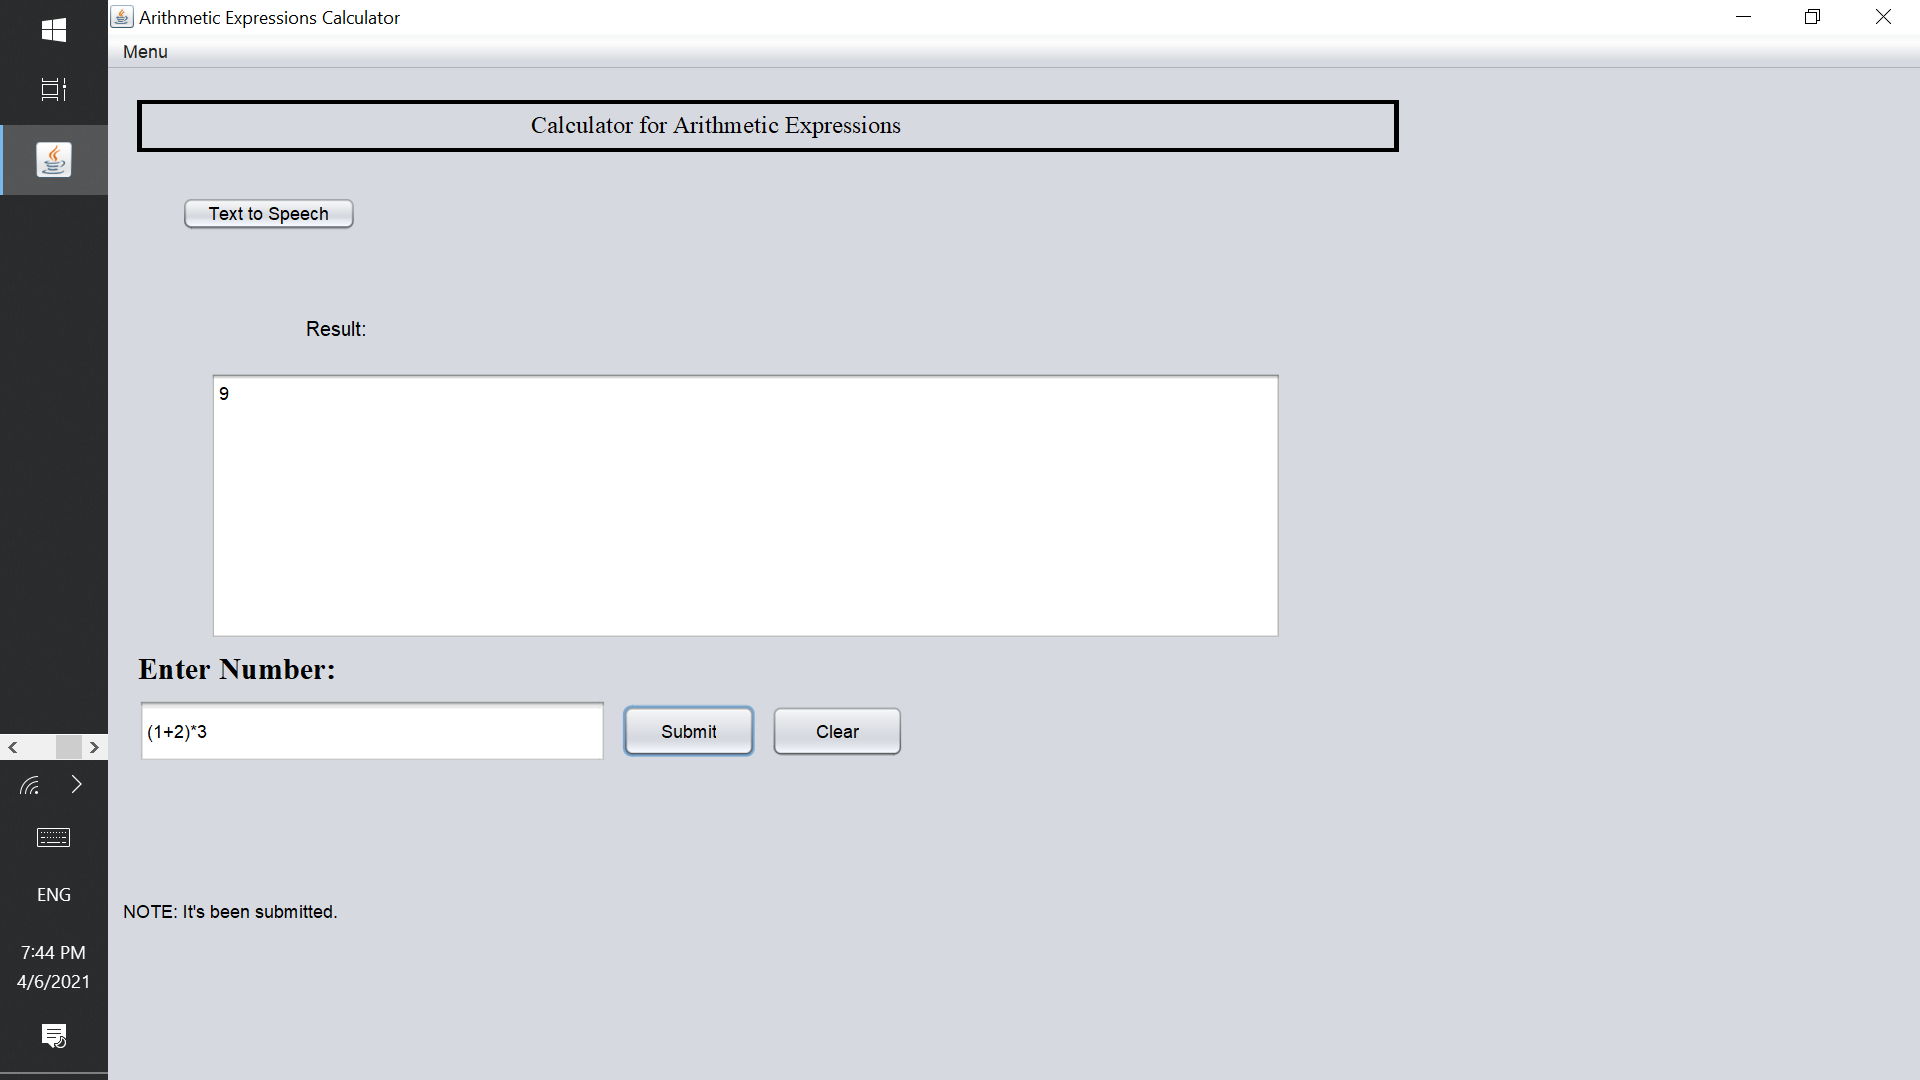 Arithmetic Expressions Calculator
Menu
Calculator for Arithmetic Expressions
Text to Speech
Result:
9
Enter Number:
(1+2)*3
Submit
Clear
NOTE: It's been submitted.
ENG
7:44 PM
4/6/2021